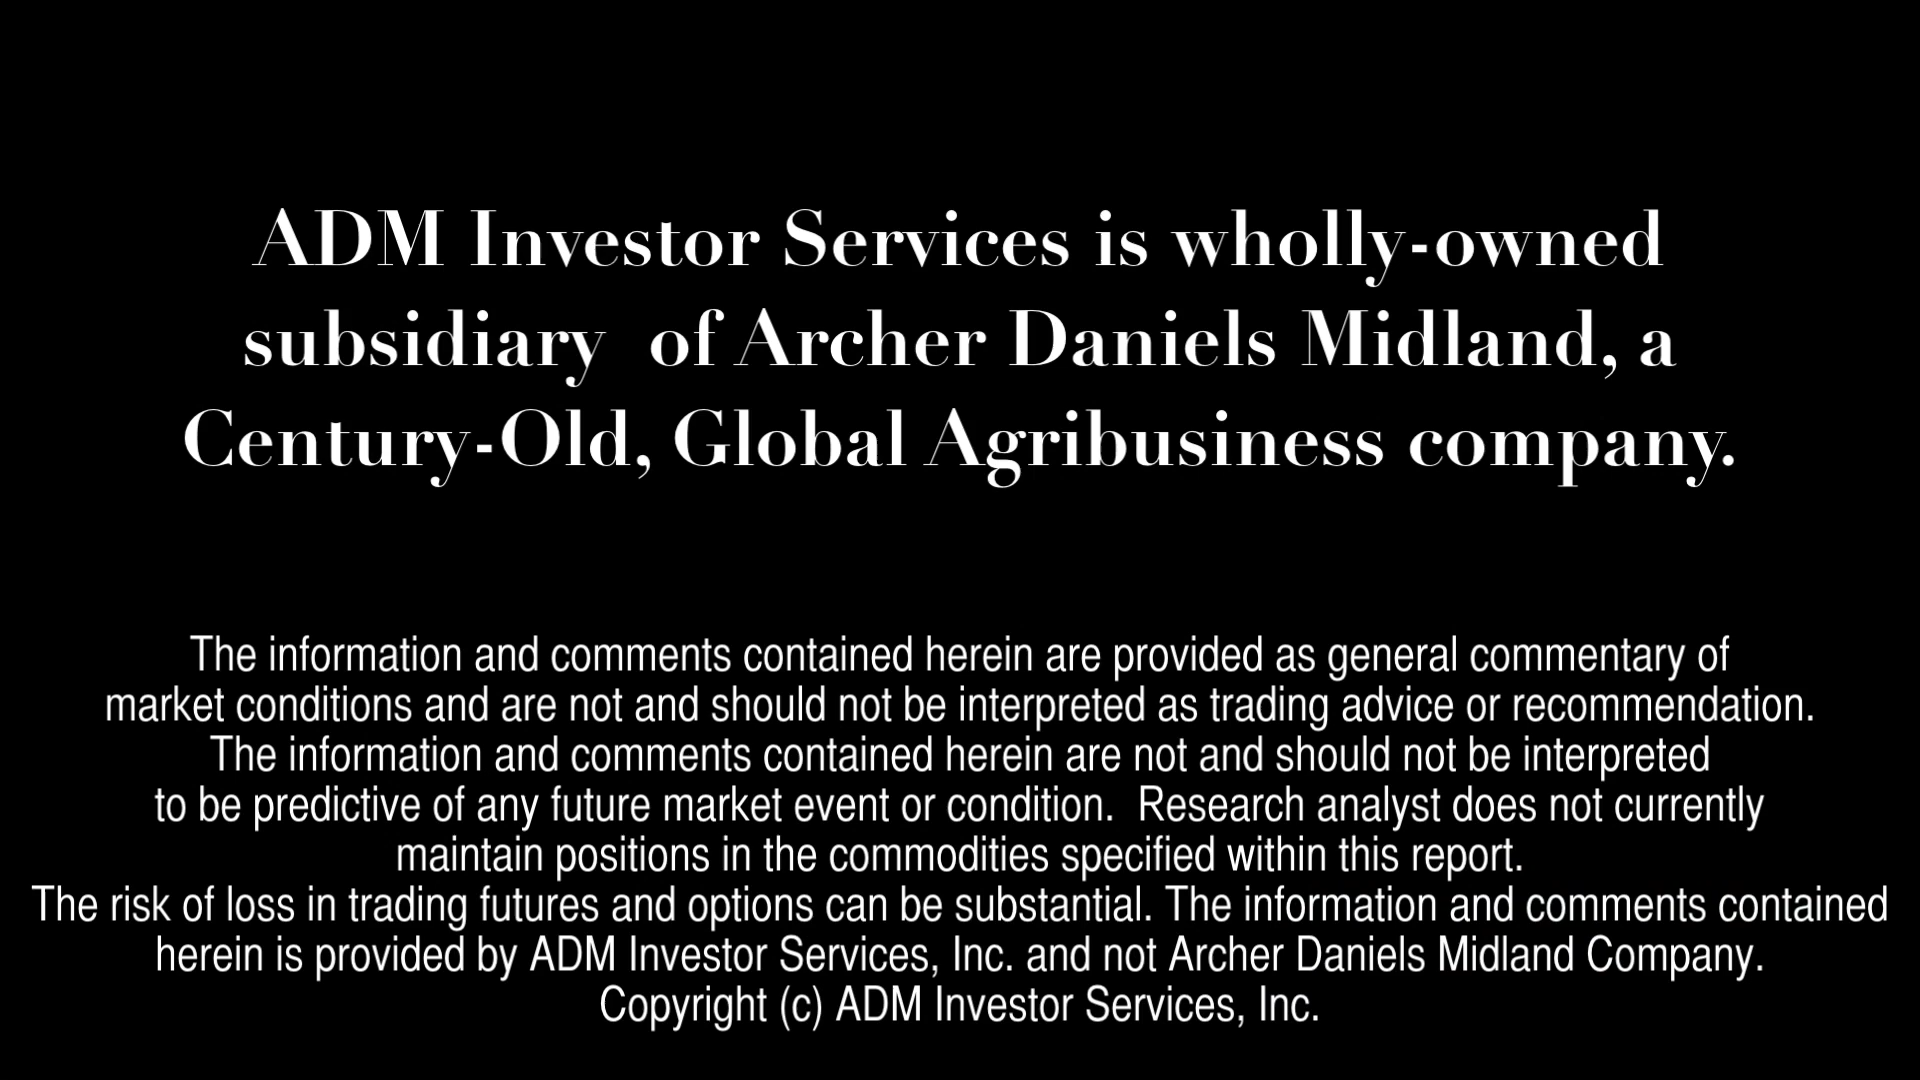 ADM Investor Services is wholly-owned
subsidiary  of Archer Daniels Midland, a
Century-Old, Global Agribusiness company.
The information and comments contained herein are provided as general commentary of
market conditions and are not and should not be interpreted as trading advice or recommendation.
The information and comments contained herein are not and should not be interpreted
to be predictive of any future market event or condition.  Research analyst does not currently
maintain positions in the commodities specified within this report.
The risk of loss in trading futures and options can be substantial. The information and comments contained
herein is provided by ADM Investor Services, Inc. and not Archer Daniels Midland Company.
Copyright (c) ADM Investor Services, Inc.